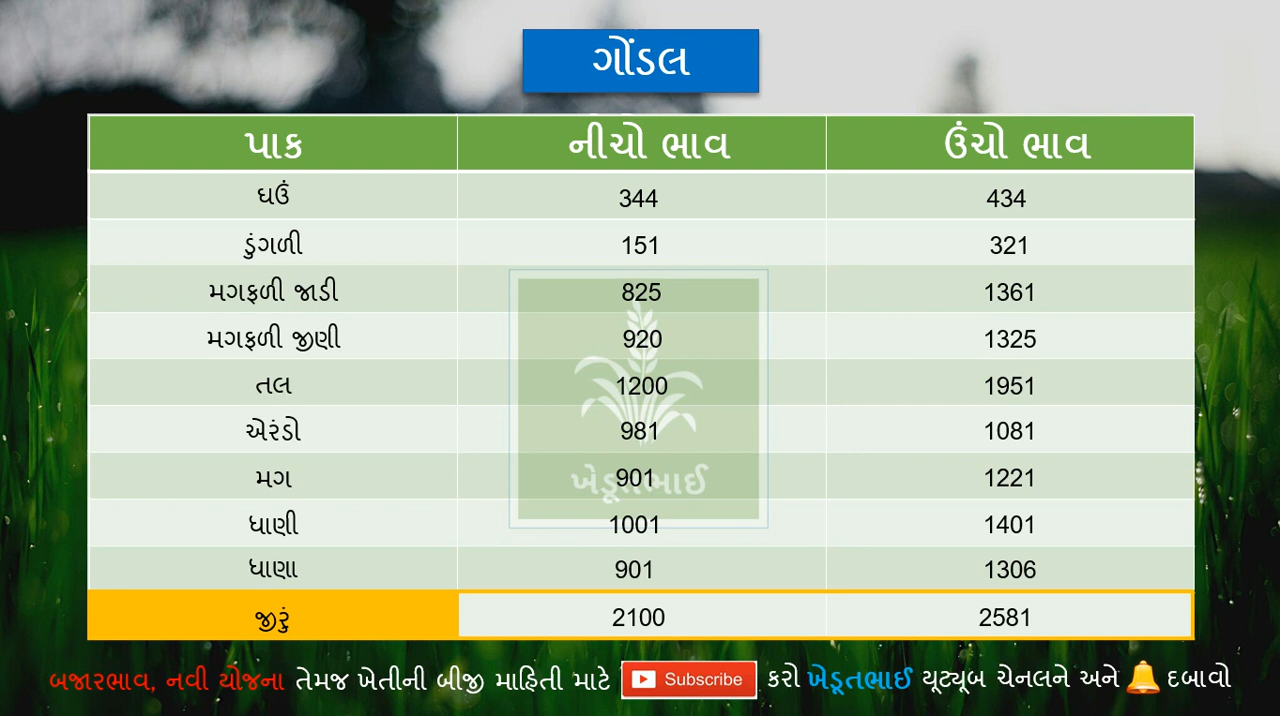 ગોંડલ
પાક નીચો ભાવ ઉંચો ભાવ
ઘઉં 344 434
ડુંગળી 151 321
મગફળી જાડી 825 1361
મગફળી જીણી 920 1325
તલ 1200 1951
એરંડો 981 1081
મગ 901 1221
ખેડૂતભાઈ
ધાણી 1001 1401
ધાણા 901 1306
જીરું 2100 2581
બજારભાવ, નવી યોજના તેમજ ખેતીની બીજી માહિતી માટે Subscribe કરો ખેડૂતભાઈ યૂટ્યૂબ ચેનલને અને 🔔 દબાવો